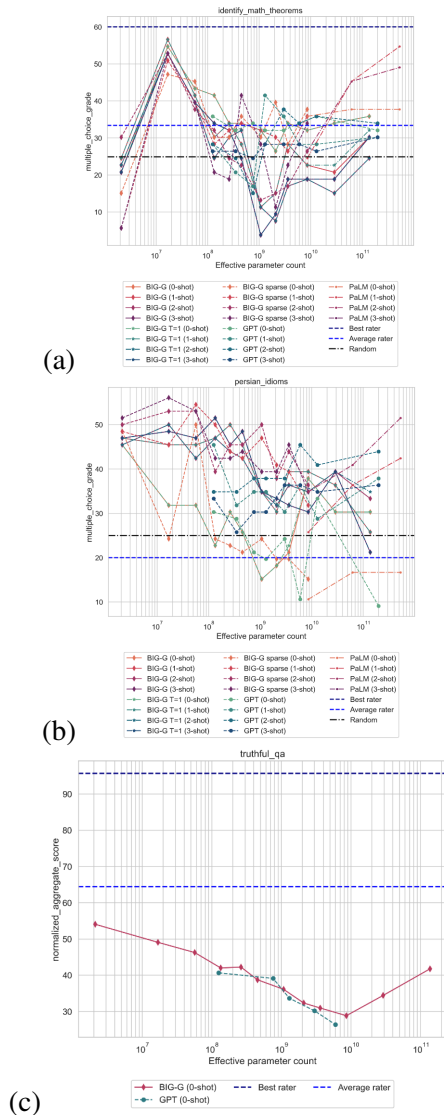 identify_math_theorems
60
50
40
30
20
10
multiple_choice_grade
10^7 10^8 10^9 10^10 10^11
Effective parameter count
BIG-G (0-shot) BIG-G sparse (0-shot) PaLM (0-shot)
BIG-G (1-shot) BIG-G sparse (1-shot) PaLM (1-shot)
BIG-G (2-shot) BIG-G sparse (2-shot) PaLM (2-shot)
BIG-G (3-shot) BIG-G sparse (3-shot) PaLM (3-shot)
BIG-G T=1 (0-shot) GPT (0-shot) Best rater
BIG-G T=1 (1-shot) GPT (1-shot) Average rater
BIG-G T=1 (2-shot) GPT (2-shot) Random
BIG-G T=1 (3-shot) GPT (3-shot)
(a)
persian_idioms
50
40
30
20
10
multiple_choice_grade
10^7 10^8 10^9 10^10 10^11
Effective parameter count
BIG-G (0-shot) BIG-G sparse (0-shot) PaLM (0-shot)
BIG-G (1-shot) BIG-G sparse (1-shot) PaLM (1-shot)
BIG-G (2-shot) BIG-G sparse (2-shot) PaLM (2-shot)
BIG-G (3-shot) BIG-G sparse (3-shot) PaLM (3-shot)
BIG-G T=1 (0-shot) GPT (0-shot) Best rater
BIG-G T=1 (1-shot) GPT (1-shot) Average rater
BIG-G T=1 (2-shot) GPT (2-shot) Random
BIG-G T=1 (3-shot) GPT (3-shot)
(b)
truthful_qa
90
80
70
60
50
40
30
normalized_aggregate_score
10^7 10^8 10^9 10^10 10^11
Effective parameter count
BIG-G (0-shot) Best rater Average rater
GPT (0-shot)
(c)